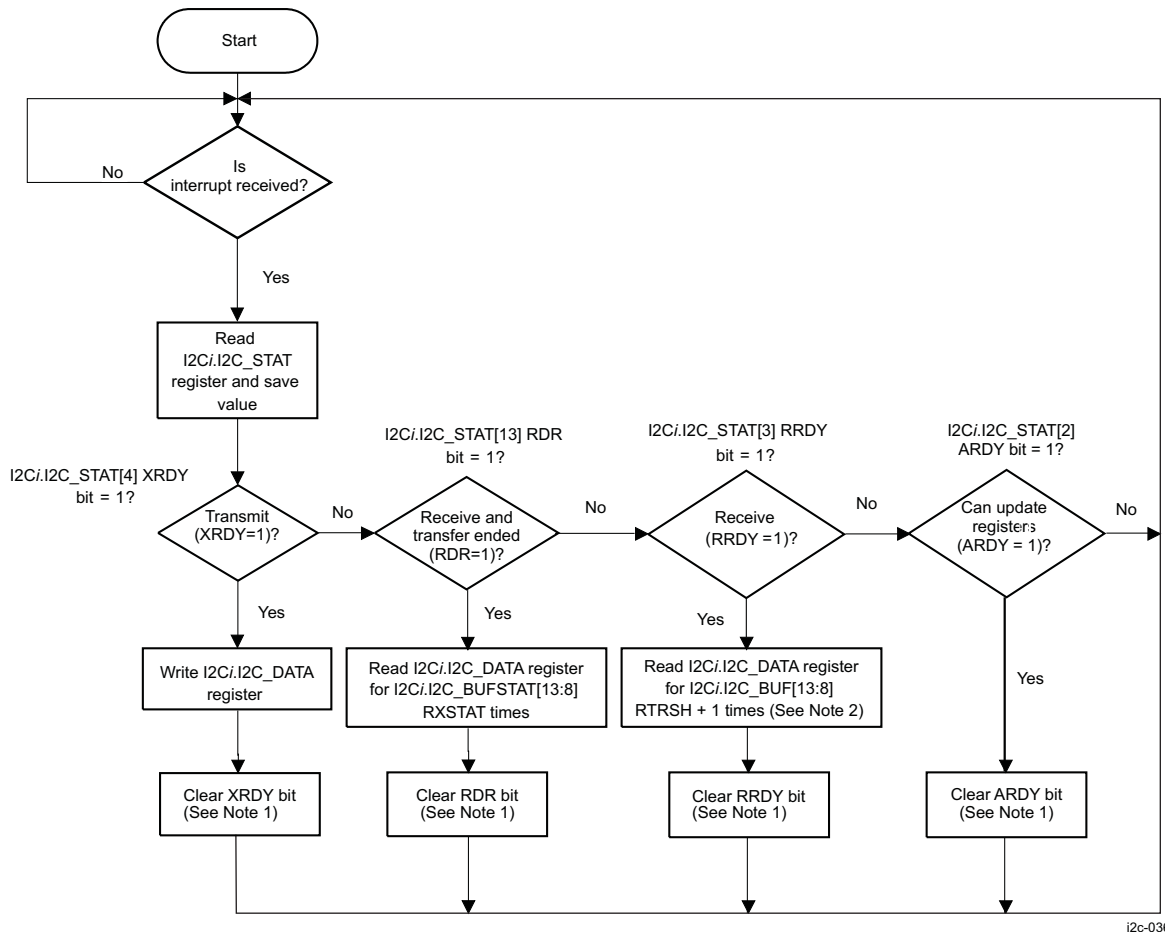 Start
Is
interrupt received?
No
Yes
Read
I2Ci.I2C_STAT
register and save
value
I2Ci.I2C_STAT[4] XRDY
bit = 1?
Transmit
(XRDY=1)?
No
Yes
I2Ci.I2C_STAT[13] RDR
bit = 1?
Receive and
transfer ended
(RDR=1)?
No
Yes
I2Ci.I2C_STAT[3] RRDY
bit = 1?
Receive
(RRDY =1)?
No
Yes
I2Ci.I2C_STAT[2]
ARDY bit = 1?
Can update
registers
(ARDY = 1)?
No
Yes
Write I2Ci.I2C_DATA
register
Read I2Ci.I2C_DATA register
for I2Ci.I2C_BUFSTAT[13:8]
RXSTAT times
Read I2Ci.I2C_DATA register
for I2Ci.I2C_BUF[13:8]
RTRSH + 1 times (See Note 2)
Clear XRDY bit
(See Note 1)
Clear RDR bit
(See Note 1)
Clear RRDY bit
(See Note 1)
Clear ARDY bit
(See Note 1)
i2c-036